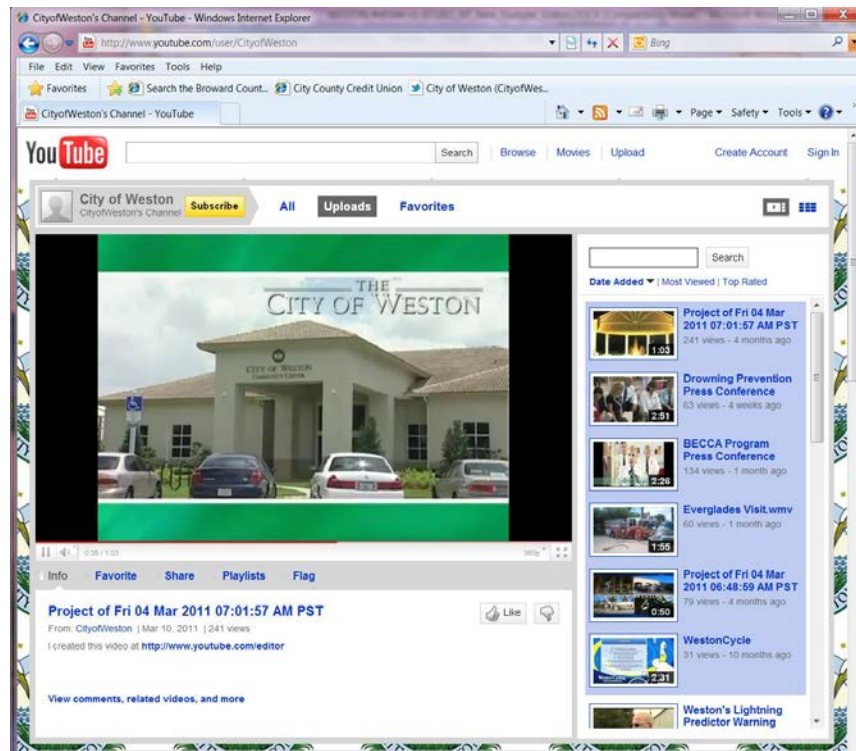 CityofWeston's Channel - YouTube - Windows Internet Explorer
http://www.youtube.com/user/CityofWeston
Bing
File Edit View Favorites Tools Help
Favorites Search the Broward Count... City County Credit Union City of Weston (CityofWes...
CityofWeston's Channel - YouTube
Page Safety Tools
YouTube
Search Browse Movies Upload Create Account Sign In
City of Weston
CityofWeston's Channel
Subscribe All Uploads Favorites
THE
CITY OF WESTON
CITY OF WESTON
COMMUNITY CENTER
0:38 / 1:03 360p
Info Favorite Share Playlists Flag
Project of Fri 04 Mar 2011 07:01:57 AM PST
Like
From: CityofWeston | Mar 10, 2011 | 241 views
I created this video at http://www.youtube.com/editor
View comments, related videos, and more
Search
Date Added | Most Viewed | Top Rated
Project of Fri 04 Mar
2011 07:01:57 AM PST
241 views - 4 months ago
1:03
Drowning Prevention
Press Conference
63 views - 4 weeks ago
2:51
BECCA Program
Press Conference
134 views - 1 month ago
2:26
Everglades Visit.wmv
60 views - 1 month ago
1:55
Project of Fri 04 Mar
2011 06:48:59 AM PST
79 views - 4 months ago
0:50
WestonCycle
31 views - 10 months ago
2:31
Weston's Lightning
Predictor Warning